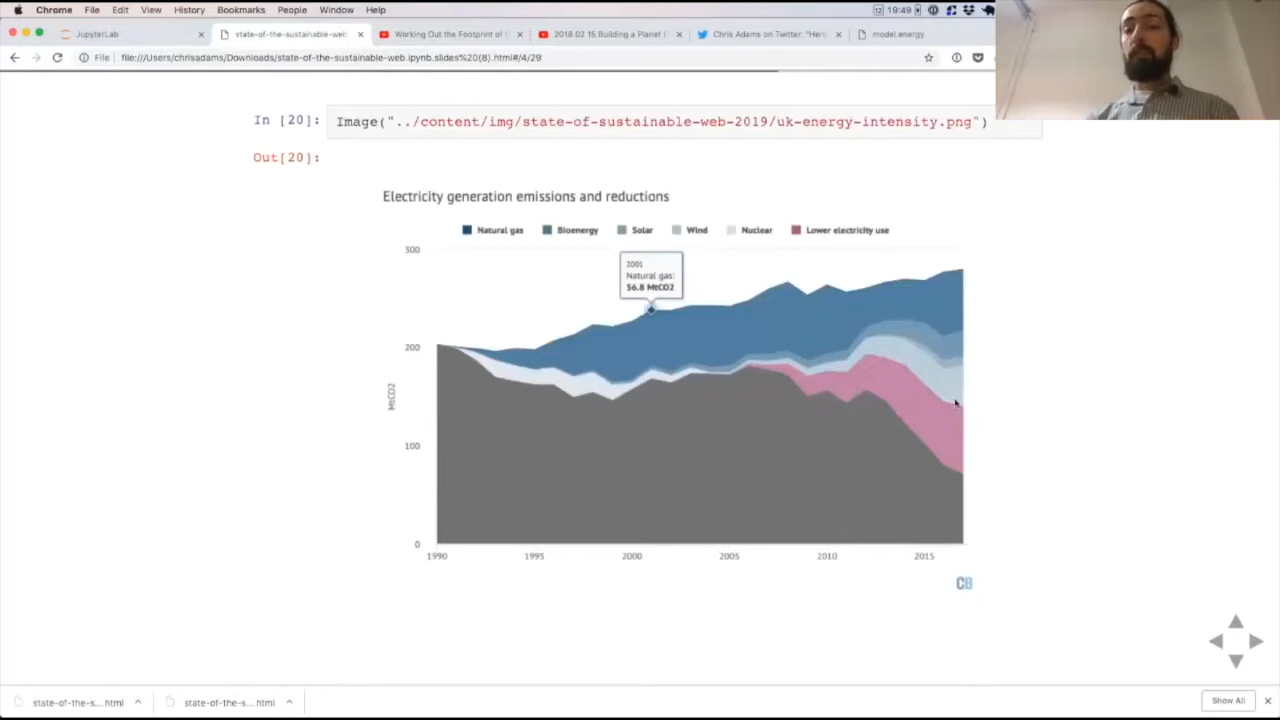 Chrome File Edit View History Bookmarks People Window Help 12 19:49
JupyterLab state-of-the-sustainable-web- Working Out the Footprint of 2018 02 15 Building a Planet Chris Adams on Twitter: "Here model.energy
File file:///Users/chrisadams/Downloads/state-of-the-sustainable-web.ipynb.slides%20(8).html#/4/29
In [20]: Image("../content/img/state-of-sustainable-web-2019/uk-energy-intensity.png")
Out[20]:
Electricity generation emissions and reductions
Natural gas Bioenergy Solar Wind Nuclear Lower electricity use
300
2001
Natural gas:
56.8 MtCO2
200
MtCO2
100
0
1990 1995 2000 2005 2010 2015
CB
state-of-the-s....html state-of-the-s....html Show All